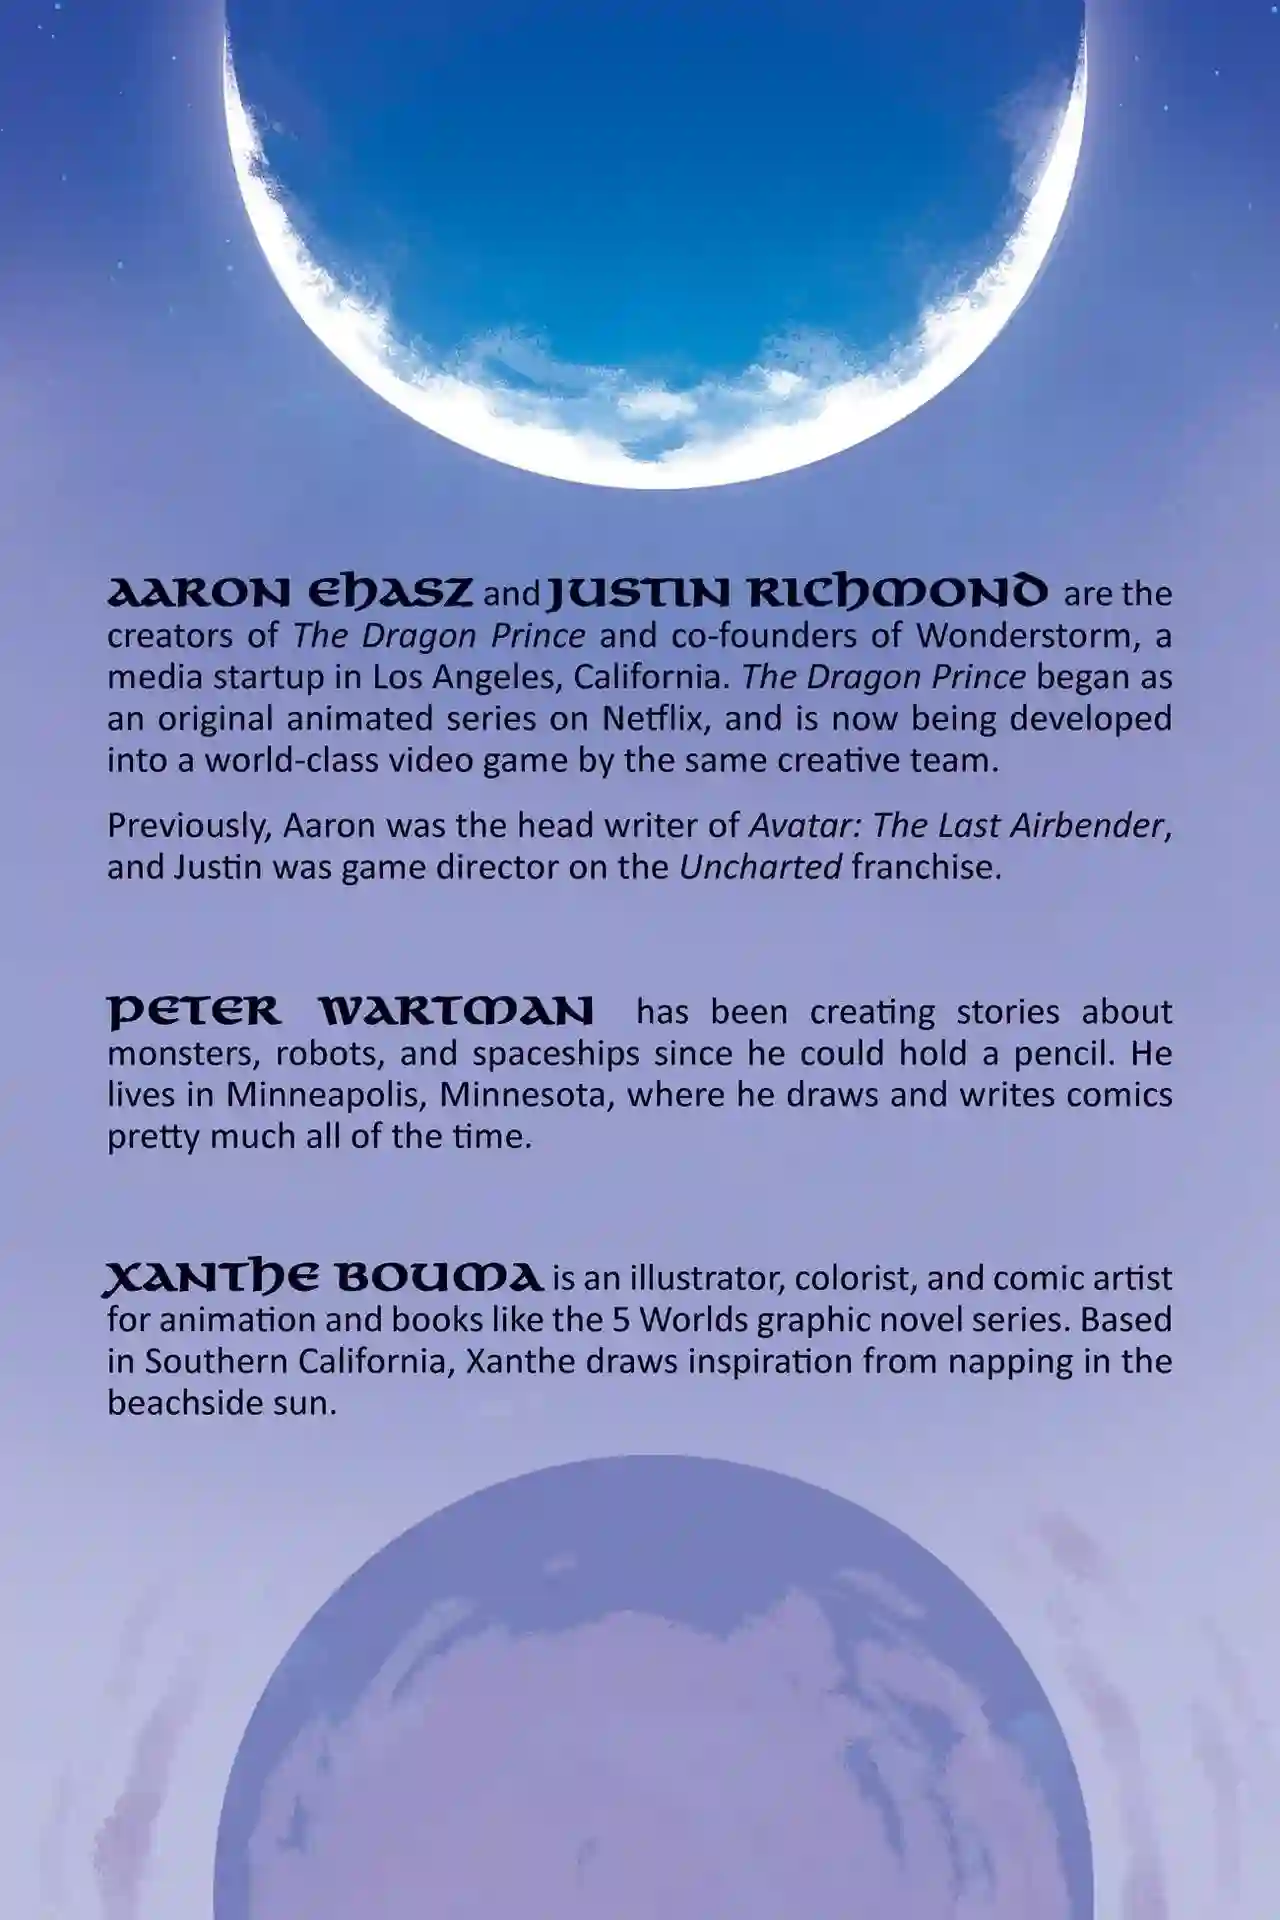 AARON EHASZ and JUSTIN RICHMOND are the
creators of The Dragon Prince and co-founders of Wonderstorm, a
media startup in Los Angeles, California. The Dragon Prince began as
an original animated series on Netflix, and is now being developed
into a world-class video game by the same creative team.
Previously, Aaron was the head writer of Avatar: The Last Airbender,
and Justin was game director on the Uncharted franchise.
PETER WARTMAN has been creating stories about
monsters, robots, and spaceships since he could hold a pencil. He
lives in Minneapolis, Minnesota, where he draws and writes comics
pretty much all of the time.
XANTHE BOUMA is an illustrator, colorist, and comic artist
for animation and books like the 5 Worlds graphic novel series. Based
in Southern California, Xanthe draws inspiration from napping in the
beachside sun.